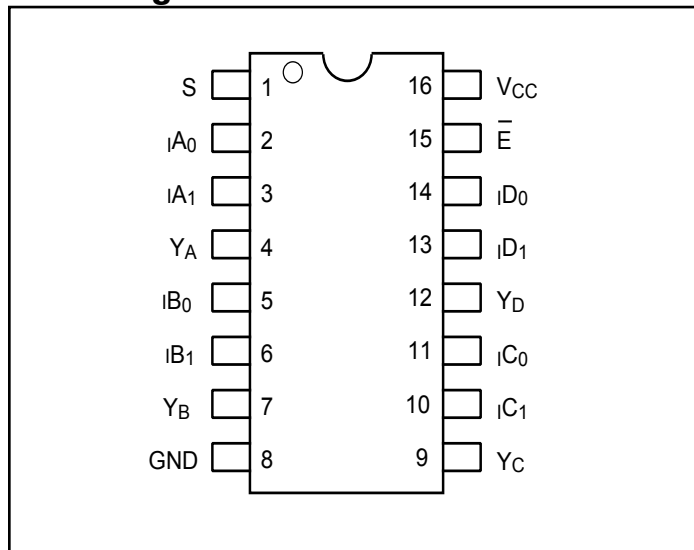 S 1 16 VCC
IA0 2 15 E̅
IA1 3 14 ID0
YA 4 13 ID1
IB0 5 12 YD
IB1 6 11 IC0
YB 7 10 IC1
GND 8 9 YC